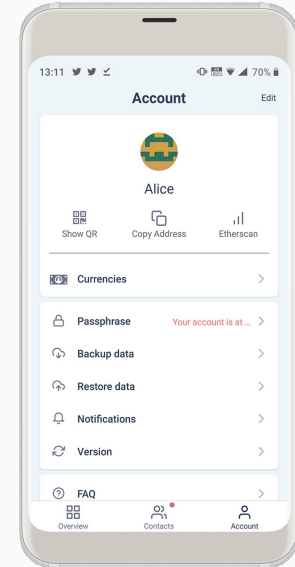 13:11 70%
Account Edit
Alice
Show QR Copy Address Etherscan
Currencies
Passphrase Your account is at ...
Backup data
Restore data
Notifications
Version
FAQ
Overview Contacts Account